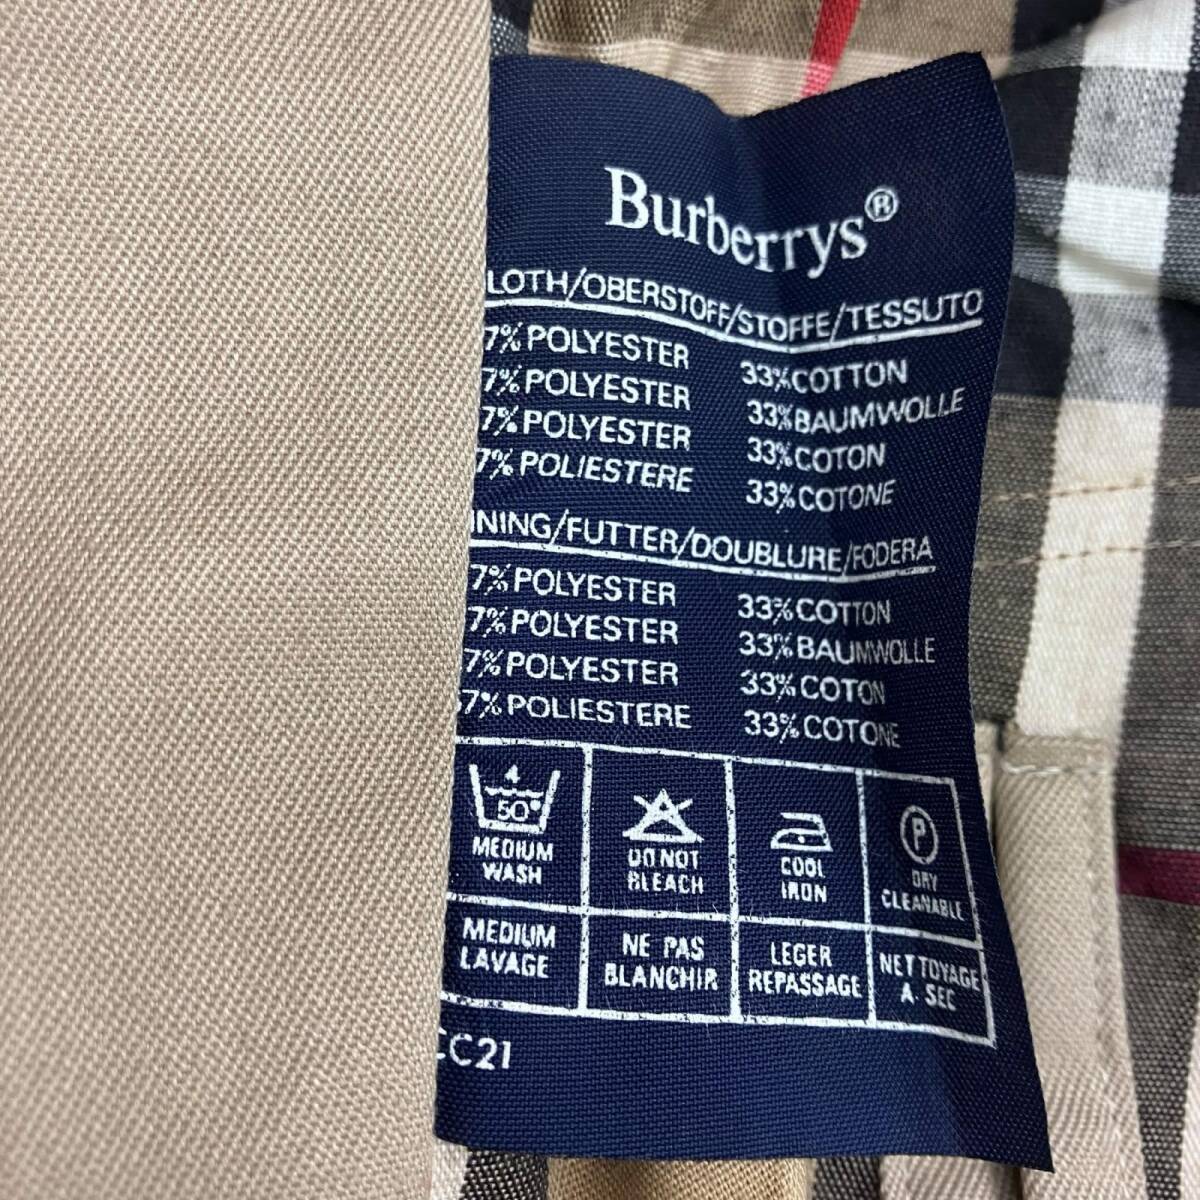 Burberrys®
LOTH/OBERSTOFF/STOFFE/TESSUTO
7% POLYESTER 33% COTTON
7% POLYESTER 33% BAUMWOLLE
7% POLYESTER 33% COTON
7% POLIESTERE 33% COTONE
INING/FUTTER/DOUBLURE/FODERA
7% POLYESTER 33% COTTON
7% POLYESTER 33% BAUMWOLLE
7% POLYESTER 33% COTON
67% POLIESTERE 33% COTONE
4
50°
MEDIUM
WASH
DO NOT
BLEACH
COOL
IRON
P
DRY
CLEANABLE
MEDIUM
LAVAGE
NE PAS
BLANCHIR
LEGER
REPASSAGE
NETTOYAGE
A. SEC
CC21